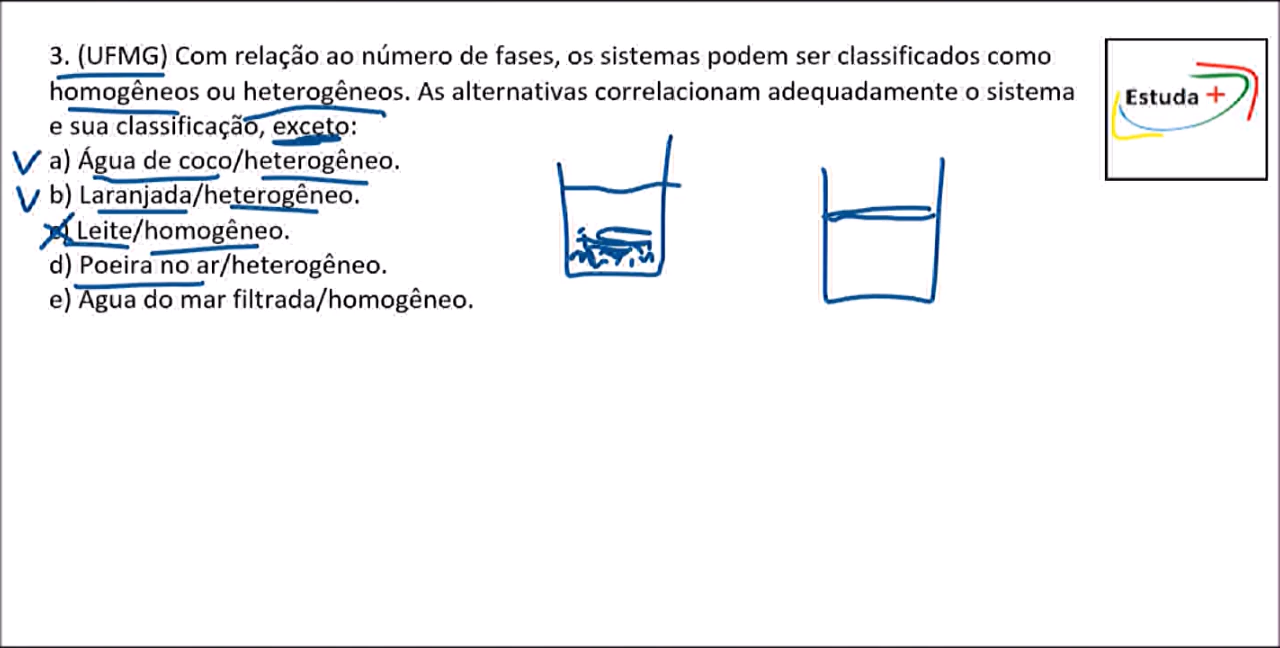 3. (UFMG) Com relação ao número de fases, os sistemas podem ser classificados como
homogêneos ou heterogêneos. As alternativas correlacionam adequadamente o sistema
e sua classificação, exceto:
a) Água de coco/heterogêneo.
b) Laranjada/heterogêneo.
c) Leite/homogêneo.
d) Poeira no ar/heterogêneo.
e) Água do mar filtrada/homogêneo.
Estuda +